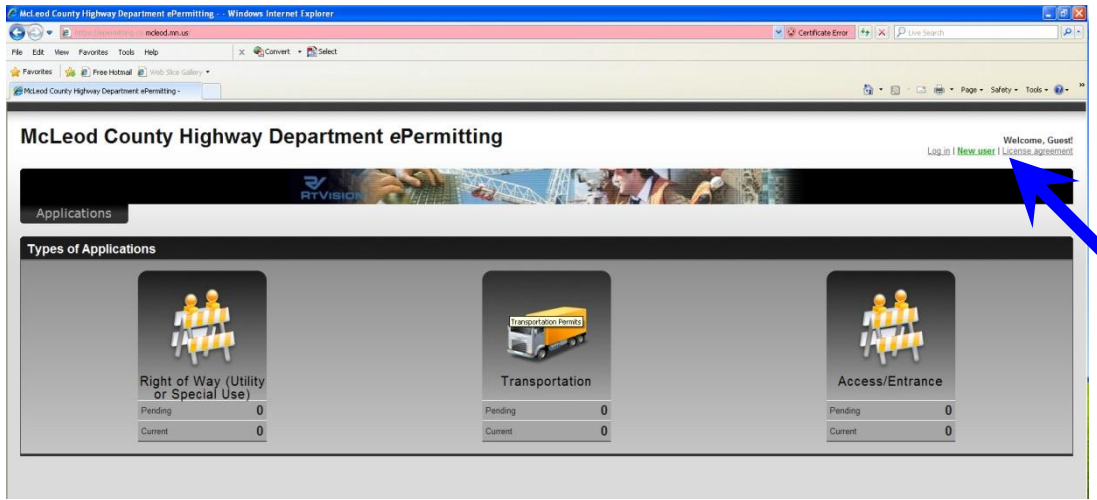 McLeod County Highway Department ePermitting - - Windows Internet Explorer
mcleod.mn.us
Certificate Error
Live Search
File Edit View Favorites Tools Help
x Convert Select
Favorites Free Hotmail Web Slice Gallery
McLeod County Highway Department ePermitting -
Page Safety Tools
McLeod County Highway Department ePermitting
Welcome, Guest!
Log in | New user | License agreement
RTVISION
Applications
Types of Applications
Transportation Permits
Right of Way (Utility or Special Use)
Pending 0
Current 0
Transportation
Pending 0
Current 0
Access/Entrance
Pending 0
Current 0